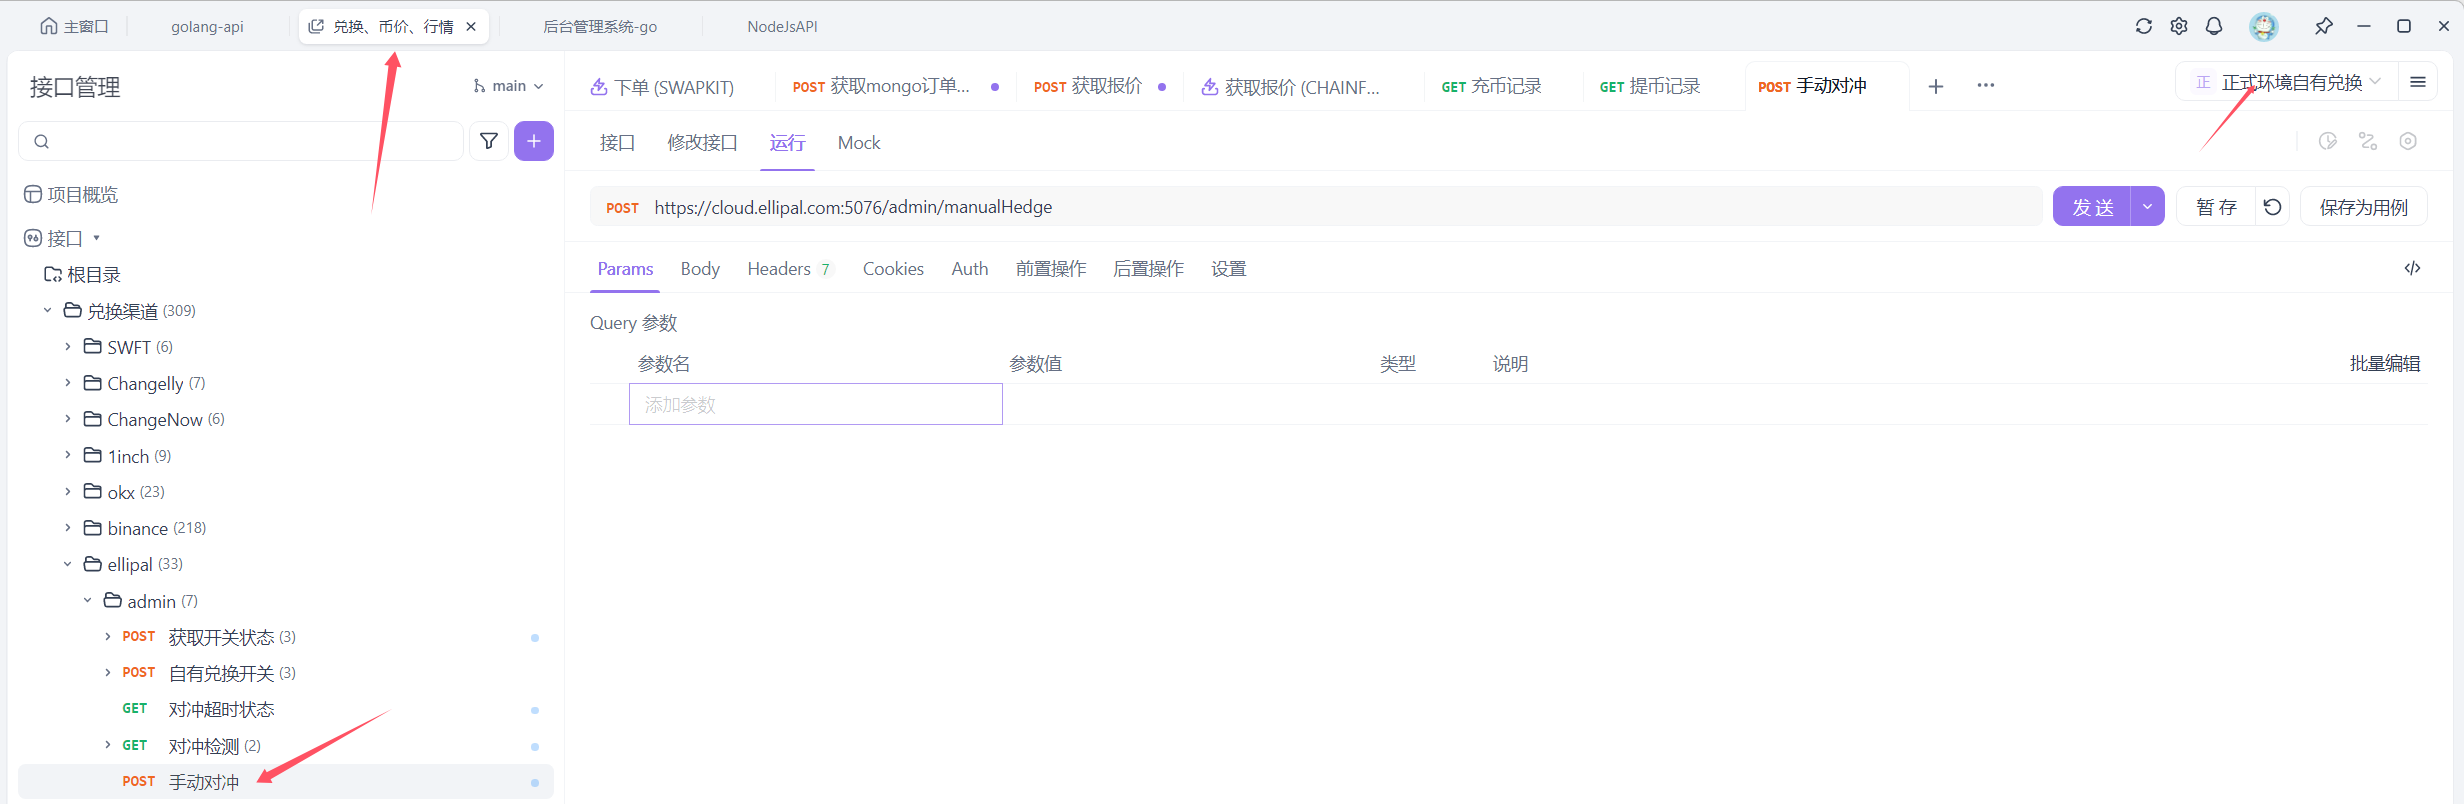 主窗口
golang-api
兑换、币价、行情
后台管理系统-go
NodeJsAPI
接口管理
main
下单 (SWAPKIT)
POST 获取mongo订单...
POST 获取报价
获取报价 (CHAINF...
GET 充币记录
GET 提币记录
POST 手动对冲
正 正式环境自有兑换
接口
修改接口
运行
Mock
POST https://cloud.ellipal.com:5076/admin/manualHedge
发送
暂存
保存为用例
Params
Body
Headers 7
Cookies
Auth
前置操作
后置操作
设置
Query 参数
参数名
参数值
类型
说明
批量编辑
添加参数
项目概览
接口
根目录
兑换渠道 (309)
SWFT (6)
Changelly (7)
ChangeNow (6)
1inch (9)
okx (23)
binance (218)
ellipal (33)
admin (7)
POST 获取开关状态 (3)
POST 自有兑换开关 (3)
GET 对冲超时状态
GET 对冲检测 (2)
POST 手动对冲